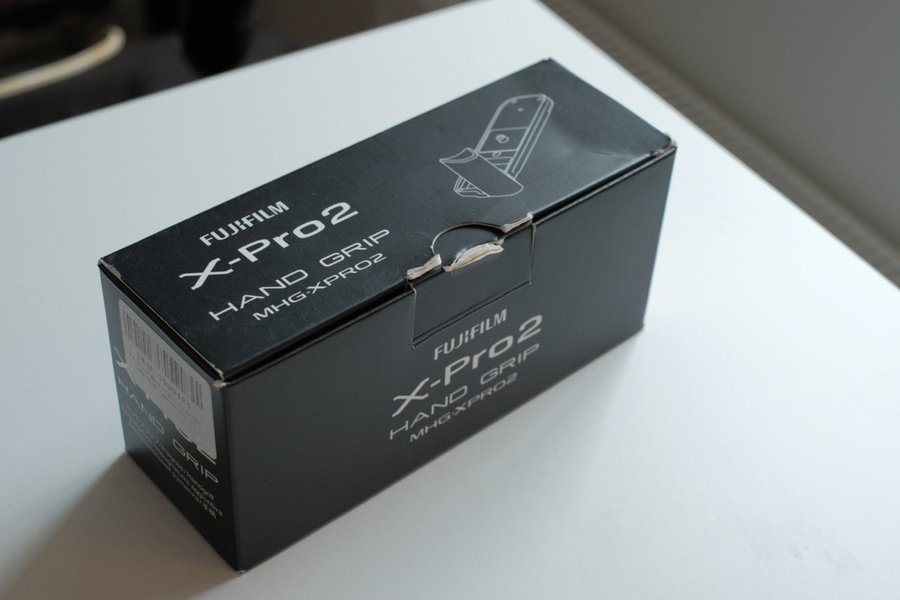 FUJIFILM
X-Pro2
HAND GRIP
MHG-XPRO2
FUJIFILM
X-Pro2
HAND GRIP
MHG-XPRO2
HAND GRIP